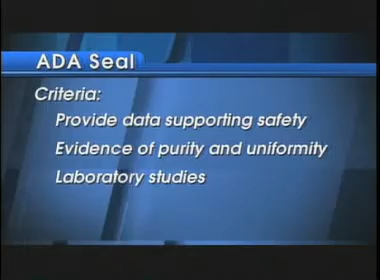 ADA Seal
Criteria:
Provide data supporting safety
Evidence of purity and uniformity
Laboratory studies